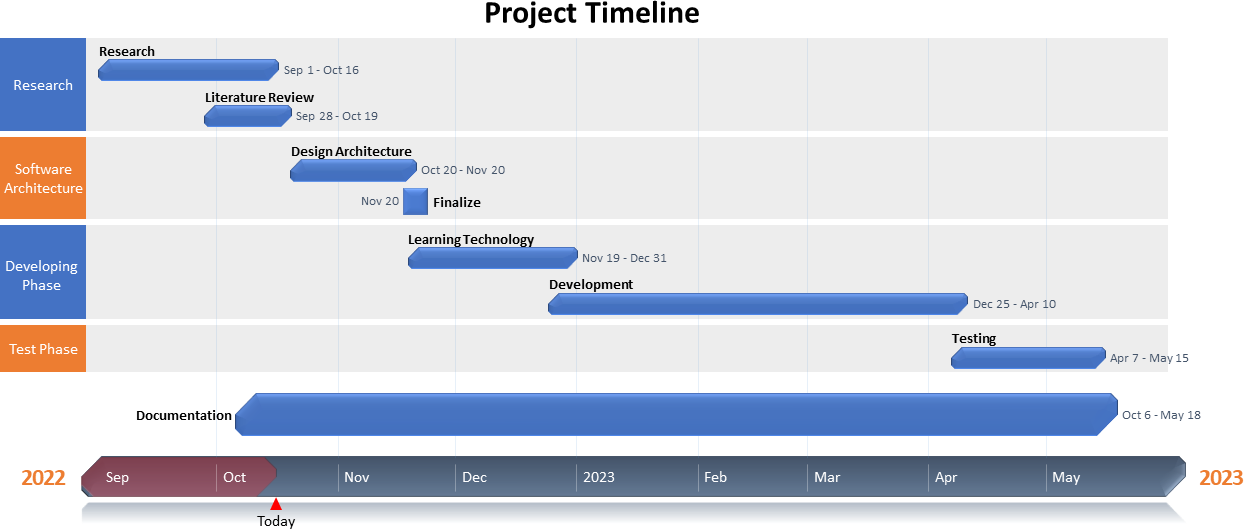 Project Timeline
Research
Research
Sep 1 - Oct 16
Literature Review
Sep 28 - Oct 19
Software
Architecture
Design Architecture
Oct 20 - Nov 20
Nov 20
Finalize
Developing
Phase
Learning Technology
Nov 19 - Dec 31
Development
Dec 25 - Apr 10
Test Phase
Testing
Apr 7 - May 15
Documentation
Oct 6 - May 18
2022
Sep
Oct
Nov
Dec
2023
Feb
Mar
Apr
May
2023
Today